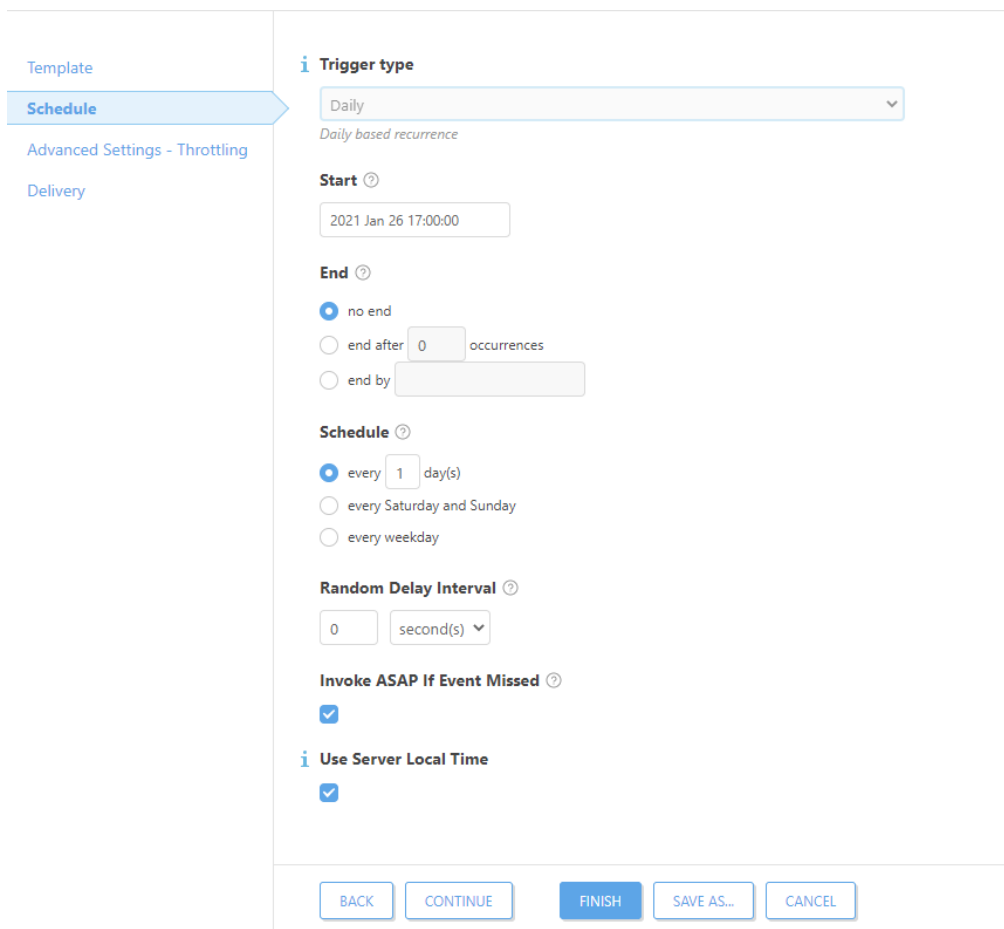 Template
Schedule
Advanced Settings - Throttling
Delivery
Trigger type
Daily
Daily based recurrence
Start
2021 Jan 26 17:00:00
End
no end
end after 0 occurrences
end by
Schedule
every 1 day(s)
every Saturday and Sunday
every weekday
Random Delay Interval
0 second(s)
Invoke ASAP If Event Missed
Use Server Local Time
BACK CONTINUE FINISH SAVE AS... CANCEL